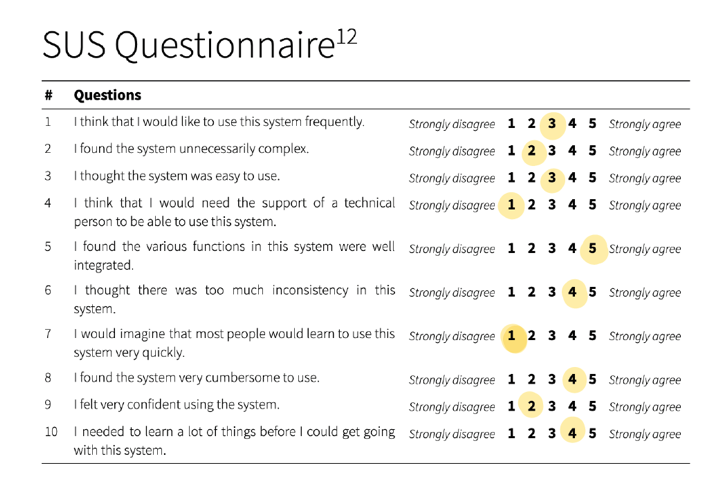 SUS Questionnaire12
# Questions
1 I think that I would like to use this system frequently. Strongly disagree 1 2 3 4 5 Strongly agree
2 I found the system unnecessarily complex. Strongly disagree 1 2 3 4 5 Strongly agree
3 I thought the system was easy to use. Strongly disagree 1 2 3 4 5 Strongly agree
4 I think that I would need the support of a technical Strongly disagree 1 2 3 4 5 Strongly agree
person to be able to use this system.
5 I found the various functions in this system were well Strongly disagree 1 2 3 4 5 Strongly agree
integrated.
6 I thought there was too much inconsistency in this Strongly disagree 1 2 3 4 5 Strongly agree
system.
7 I would imagine that most people would learn to use this Strongly disagree 1 2 3 4 5 Strongly agree
system very quickly.
8 I found the system very cumbersome to use. Strongly disagree 1 2 3 4 5 Strongly agree
9 I felt very confident using the system. Strongly disagree 1 2 3 4 5 Strongly agree
10 I needed to learn a lot of things before I could get going Strongly disagree 1 2 3 4 5 Strongly agree
with this system.